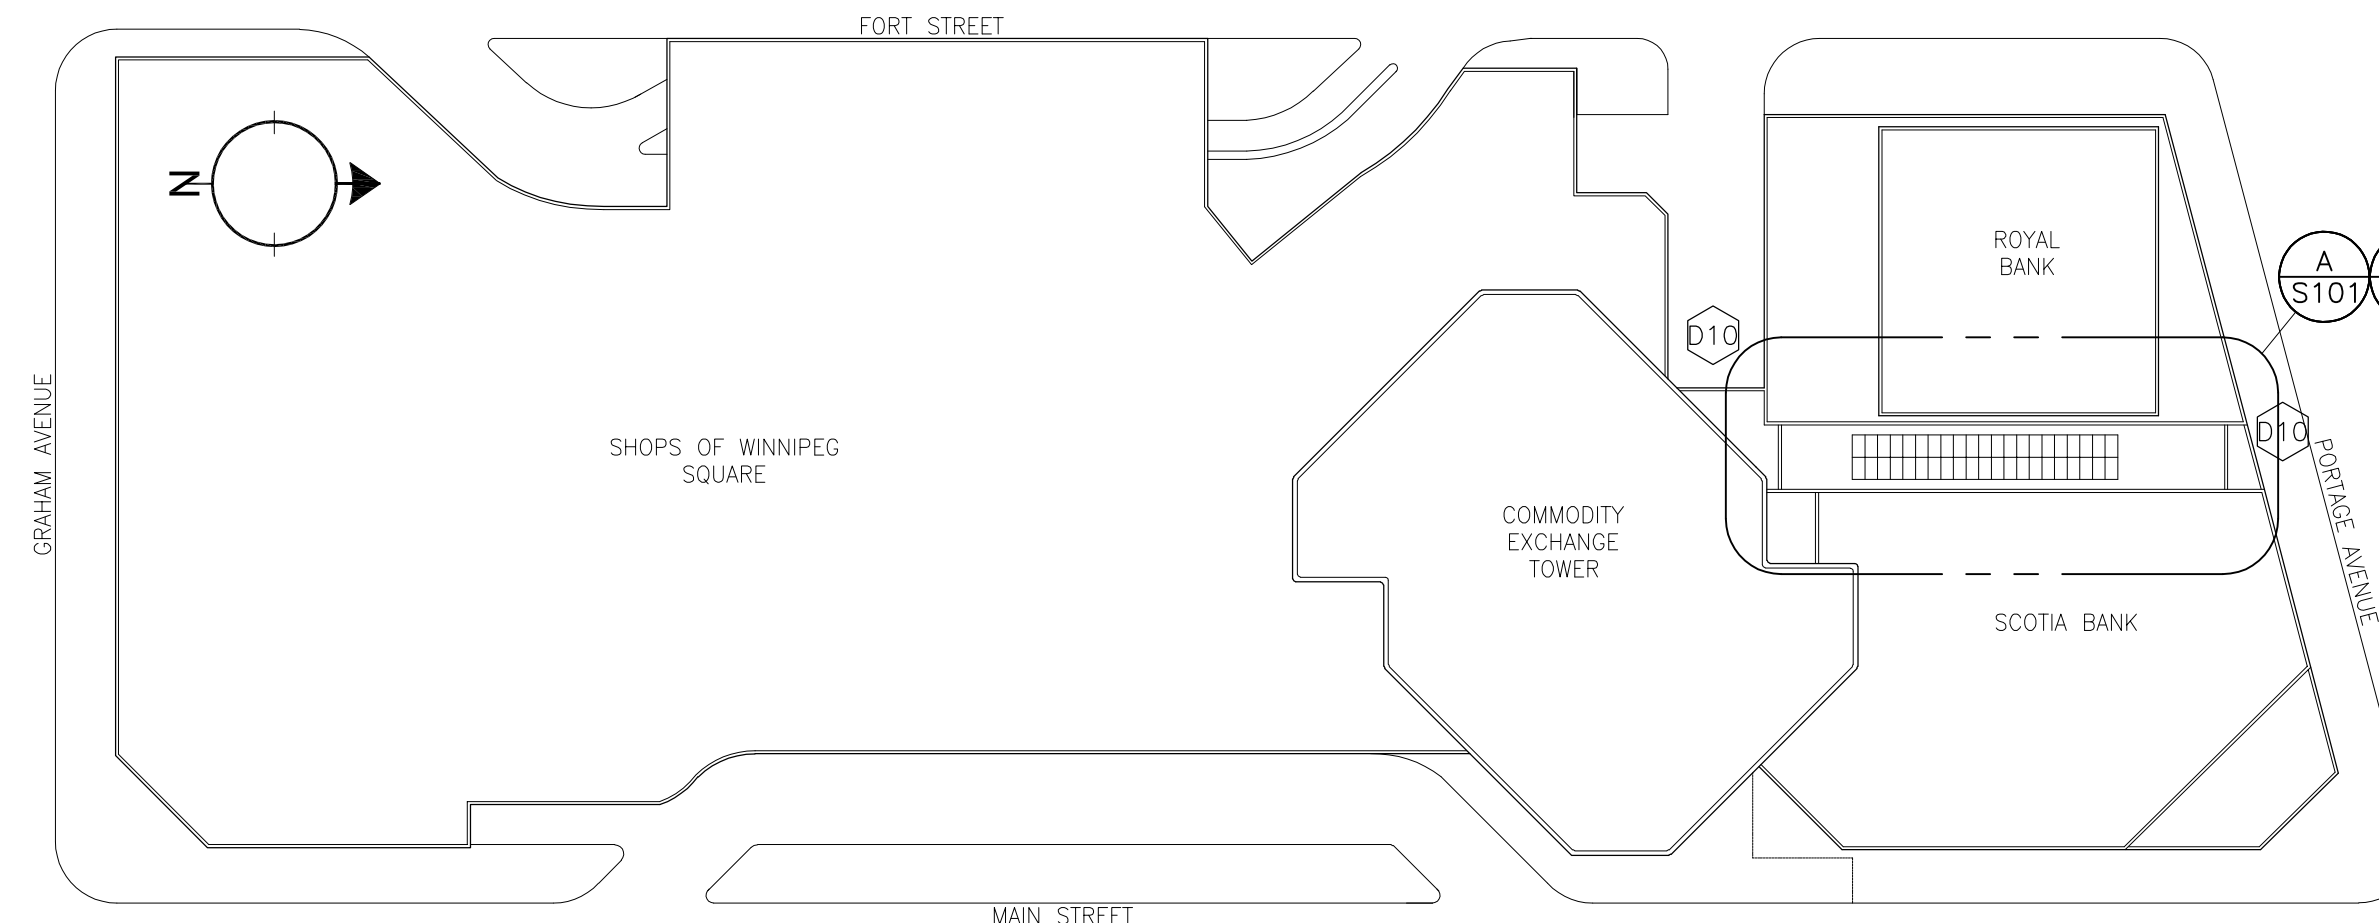 FORT STREET
N
ROYAL
BANK
A
S101
D10
D10
GRAHAM AVENUE
SHOPS OF WINNIPEG
SQUARE
PORTAGE AVENUE
COMMODITY
EXCHANGE
TOWER
SCOTIA BANK
MAIN STREET